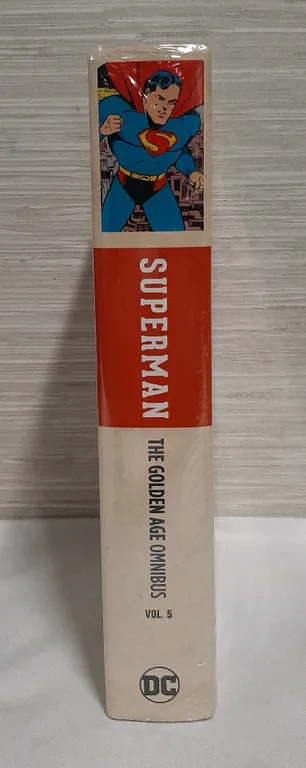 SUPERMAN
THE GOLDEN AGE OMNIBUS
VOL. 5
DC